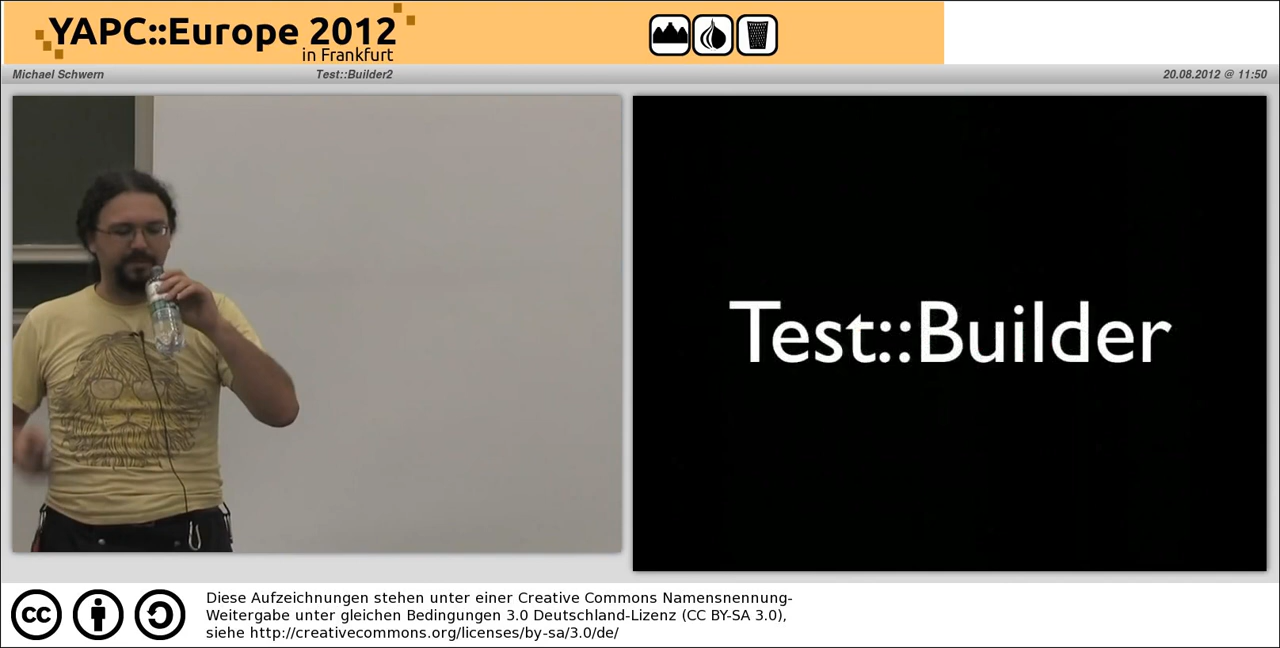 YAPC::Europe 2012
in Frankfurt
Michael Schwern Test::Builder2 20.08.2012 @ 11:50
Test::Builder
cc
Diese Aufzeichnungen stehen unter einer Creative Commons Namensnennung-
Weitergabe unter gleichen Bedingungen 3.0 Deutschland-Lizenz (CC BY-SA 3.0),
siehe http://creativecommons.org/licenses/by-sa/3.0/de/